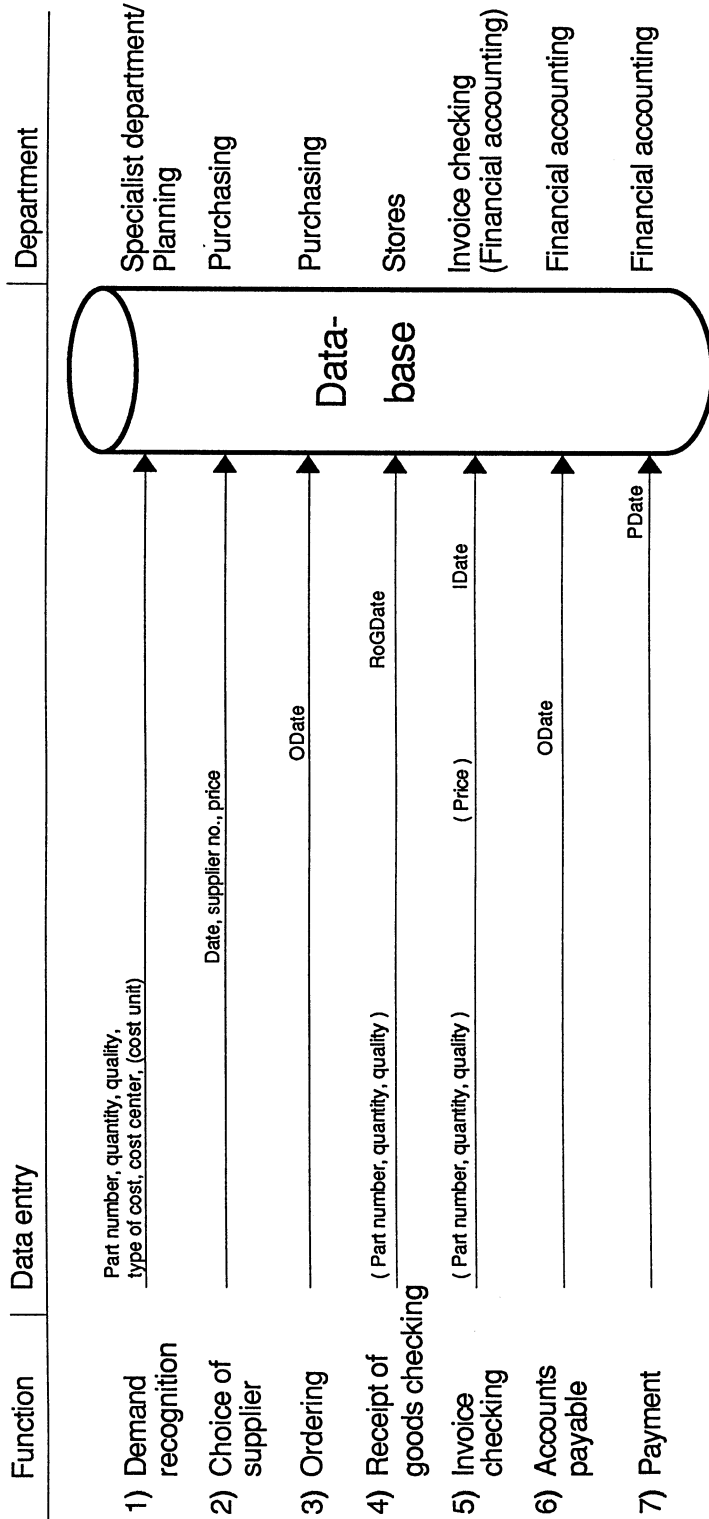 Function
Data entry
Department
1) Demand
recognition
Part number, quantity, quality,
type of cost, cost center, (cost unit)
Specialist department/
Planning
2) Choice of
supplier
Date, supplier no., price
Purchasing
3) Ordering
ODate
Purchasing
4) Receipt of
goods checking
( Part number, quantity, quality )
RoGDate
Stores
5) Invoice
checking
( Part number, quantity, quality )
( Price )
IDate
Invoice checking
(Financial accounting)
6) Accounts
payable
ODate
Financial accounting
7) Payment
PDate
Financial accounting
Data-
base